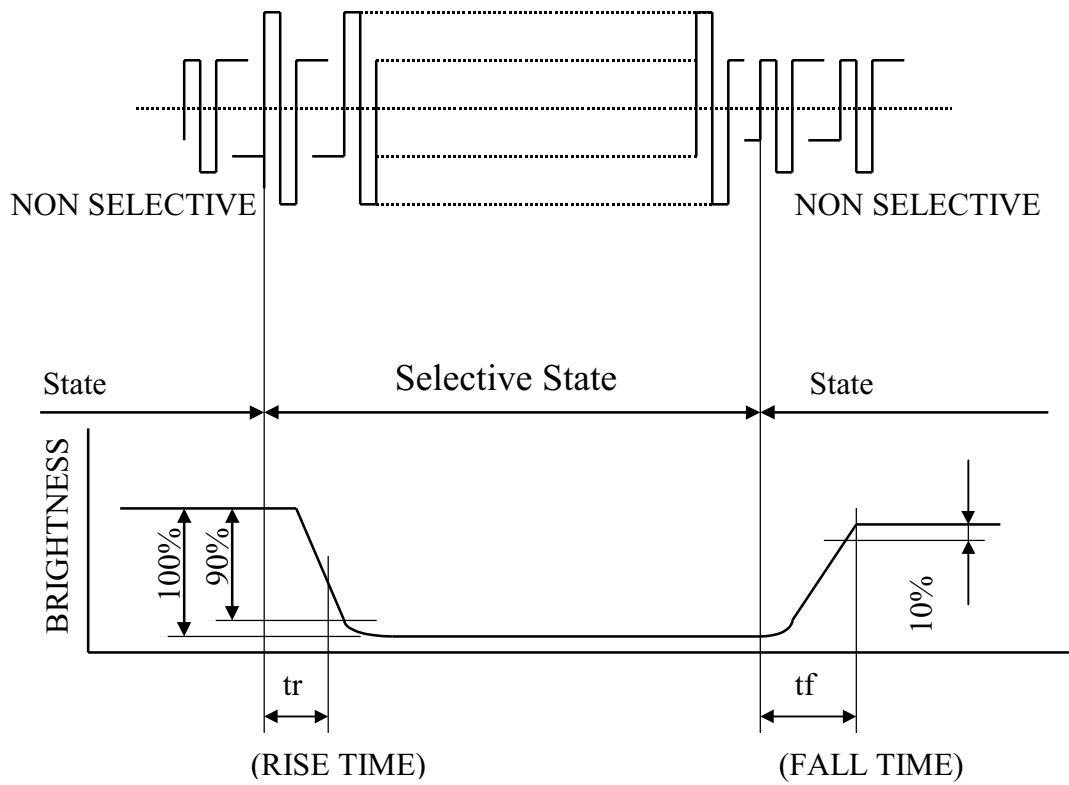 NON SELECTIVE
NON SELECTIVE
State
Selective State
State
BRIGHTNESS
100%
90%
10%
tr
tf
(RISE TIME)
(FALL TIME)